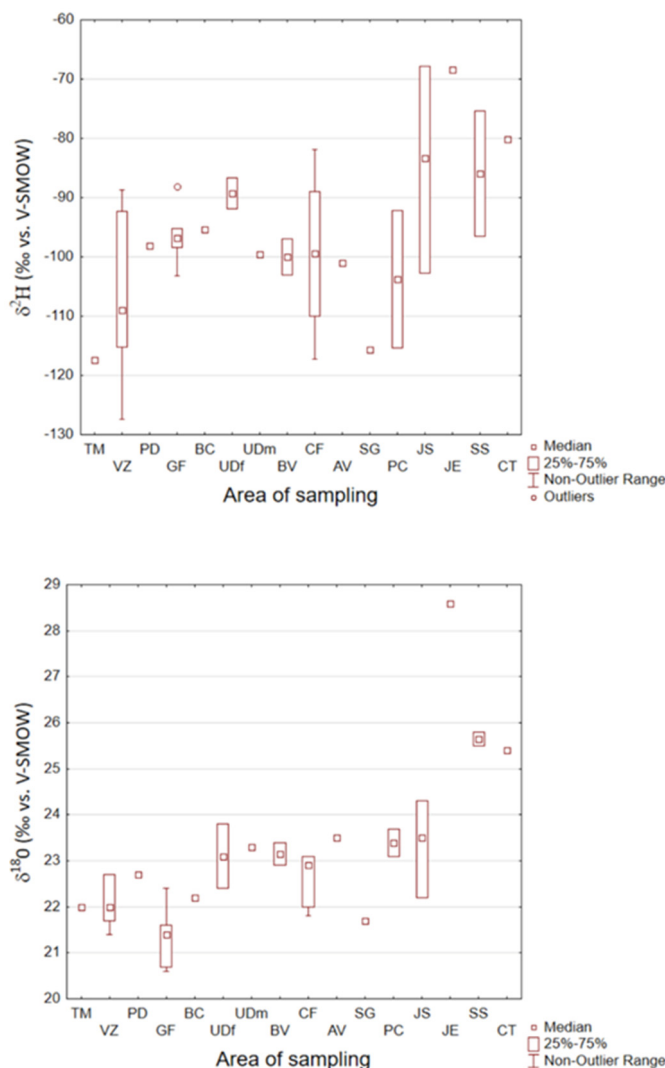 -60
-70
-80
-90
-100
-110
-120
-130
δ²H (‰ vs. V-SMOW)
TM PD BC UDm CF SG JS SS
VZ GF UDf BV AV PC JE CT
Area of sampling
Median
25%-75%
Non-Outlier Range
Outliers
29
28
27
26
25
24
23
22
21
20
δ¹⁸0 (‰ vs. V-SMOW)
TM PD BC UDm CF SG JS SS
VZ GF UDf BV AV PC JE CT
Area of sampling
Median
25%-75%
Non-Outlier Range